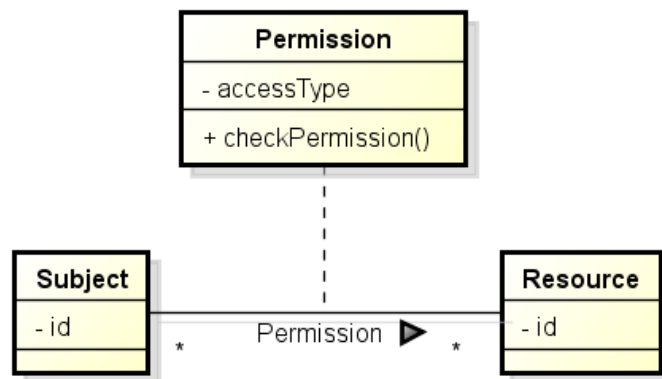 Permission
- accessType
+ checkPermission()
Subject
- id
Resource
- id
Permission
*
*